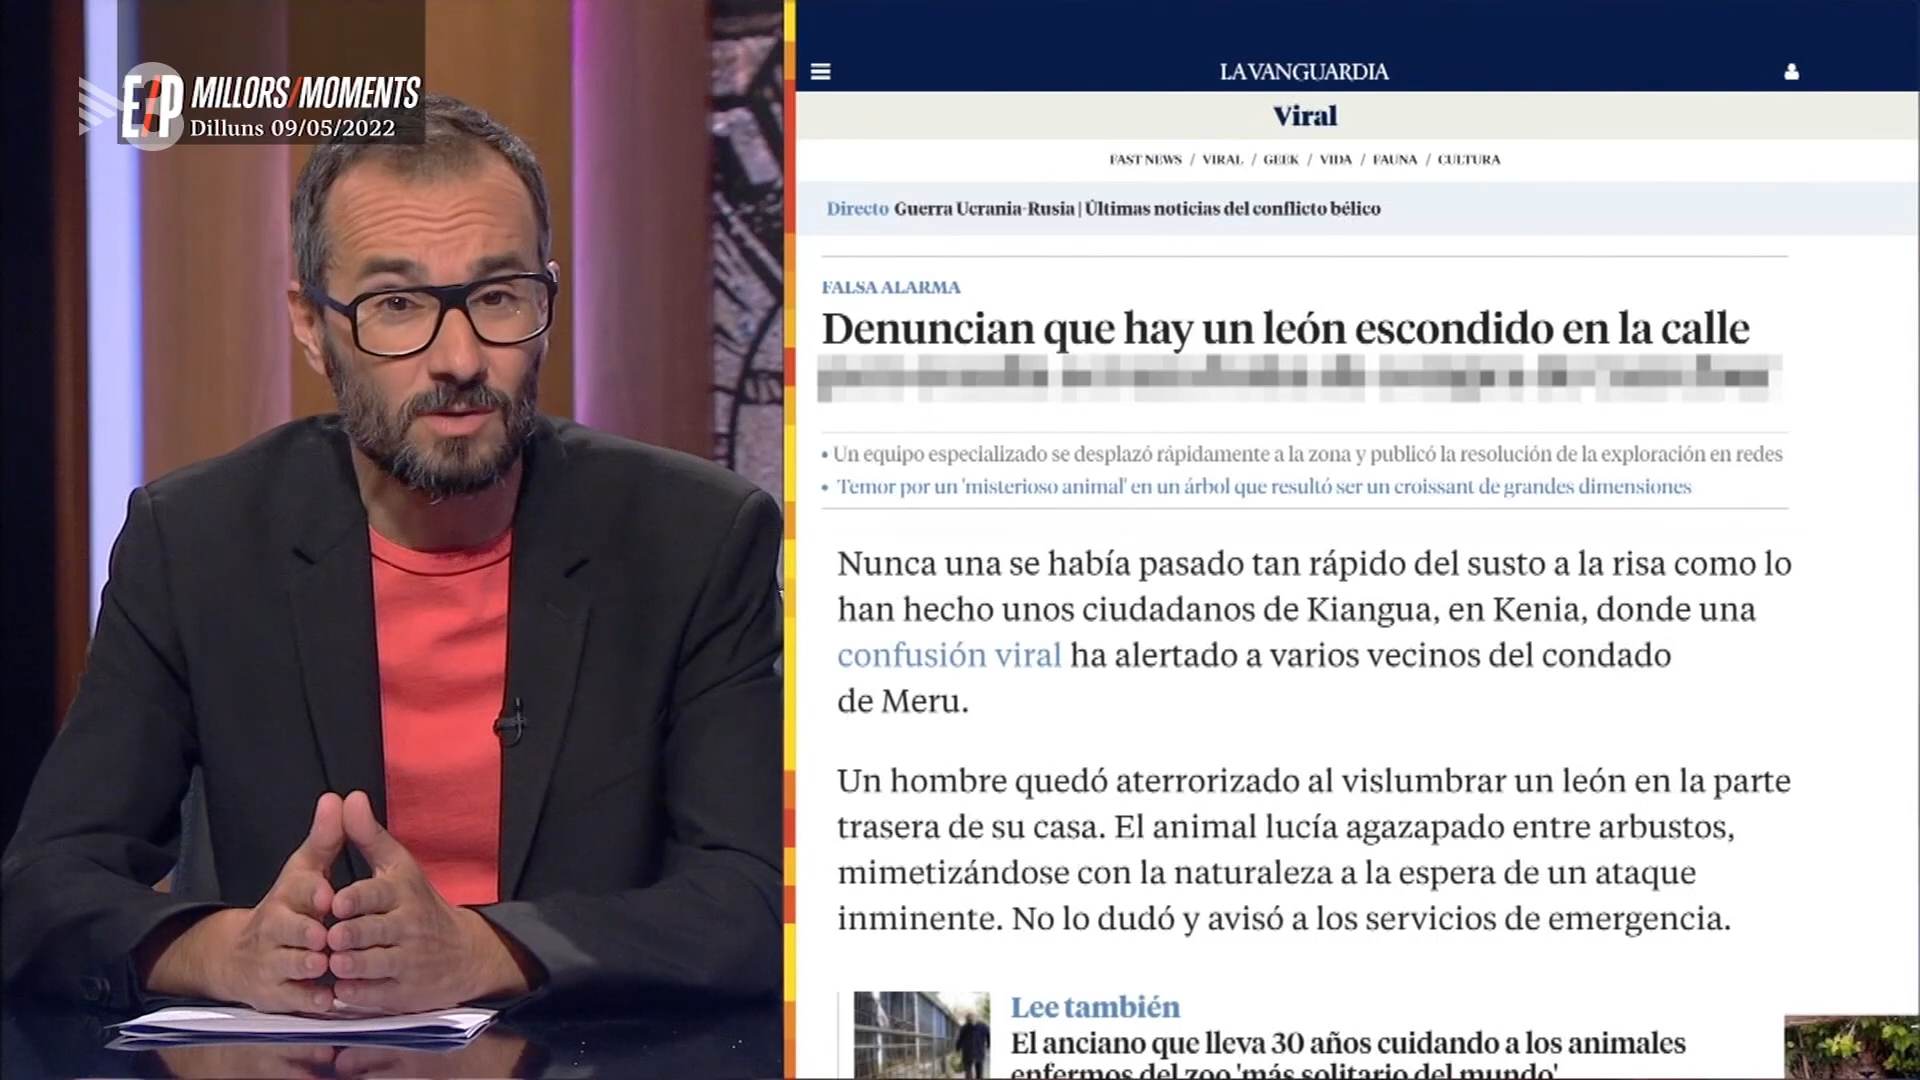 E/P MILLORS/MOMENTS
Dilluns 09/05/2022
LA VANGUARDIA
Viral
FAST NEWS / VIRAL / GEEK / VIDA / FAUNA / CULTURA
Directo Guerra Ucrania-Rusia | Últimas noticias del conflicto bélico
FALSA ALARMA
Denuncian que hay un león escondido en la calle
• Un equipo especializado se desplazó rápidamente a la zona y publicó la resolución de la exploración en redes
• Temor por un 'misterioso animal' en un árbol que resultó ser un croissant de grandes dimensiones
Nunca una se había pasado tan rápido del susto a la risa como lo
han hecho unos ciudadanos de Kiangua, en Kenia, donde una
confusión viral ha alertado a varios vecinos del condado
de Meru.
Un hombre quedó aterrorizado al vislumbrar un león en la parte
trasera de su casa. El animal lucía agazapado entre arbustos,
mimetizándose con la naturaleza a la espera de un ataque
inminente. No lo dudó y avisó a los servicios de emergencia.
Lee también
El anciano que lleva 30 años cuidando a los animales
enfermos del zoo 'más solitario del mundo'